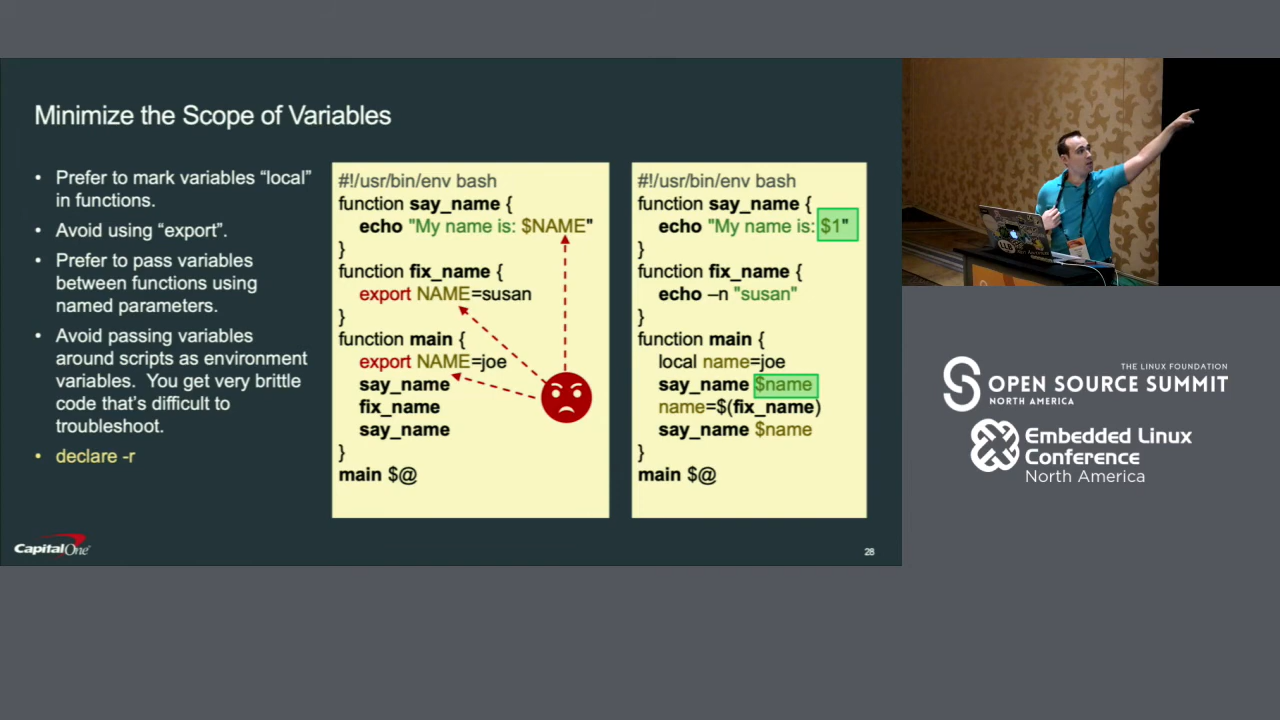 Minimize the Scope of Variables
• Prefer to mark variables “local”
in functions.
• Avoid using “export”.
• Prefer to pass variables
between functions using
named parameters.
• Avoid passing variables
around scripts as environment
variables. You get very brittle
code that’s difficult to
troubleshoot.
• declare -r
#!/usr/bin/env bash
function say_name {
echo "My name is: $NAME"
}
function fix_name {
export NAME=susan
}
function main {
export NAME=joe
say_name
fix_name
say_name
}
main $@
#!/usr/bin/env bash
function say_name {
echo "My name is: $1"
}
function fix_name {
echo –n "susan"
}
function main {
local name=joe
say_name $name
name=$(fix_name)
say_name $name
}
main $@
Capital One
28
THE LINUX FOUNDATION
OPEN SOURCE SUMMIT
NORTH AMERICA
Embedded Linux
Conference
North America